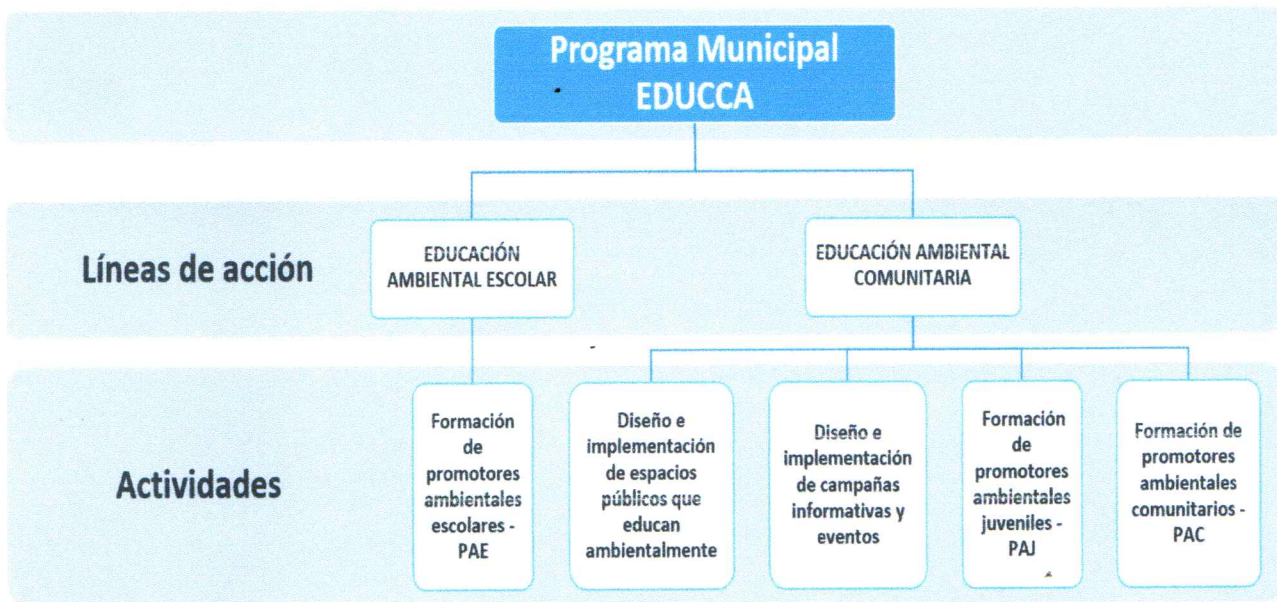 Programa Municipal
EDUCCA
Líneas de acción
EDUCACIÓN
AMBIENTAL ESCOLAR
EDUCACIÓN AMBIENTAL
COMUNITARIA
Actividades
Formación
de
promotores
ambientales
escolares -
PAE
Diseño e
implementación
de espacios
públicos que
educan
ambientalmente
Diseño e
implementación
de campañas
informativas y
eventos
Formación
de
promotores
ambientales
juveniles -
PAJ
Formación de
promotores
ambientales
comunitarios -
PAC